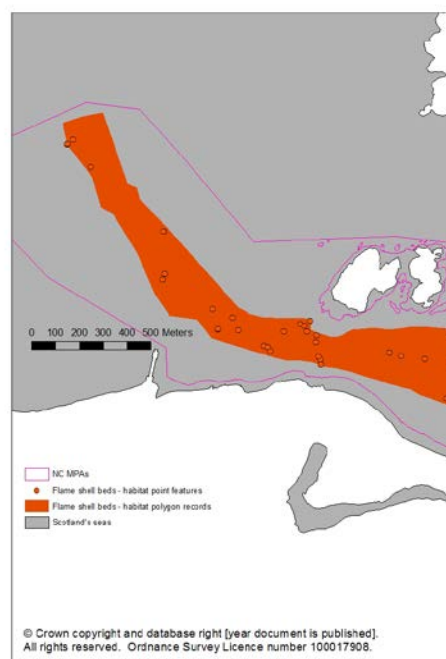 0 100 200 300 400 500 Meters
NC MPAs
Flame shell beds - habitat point features
Flame shell beds - habitat polygon records
Scotland's seas
© Crown copyright and database right [year document is published].
All rights reserved. Ordnance Survey Licence number 100017908.